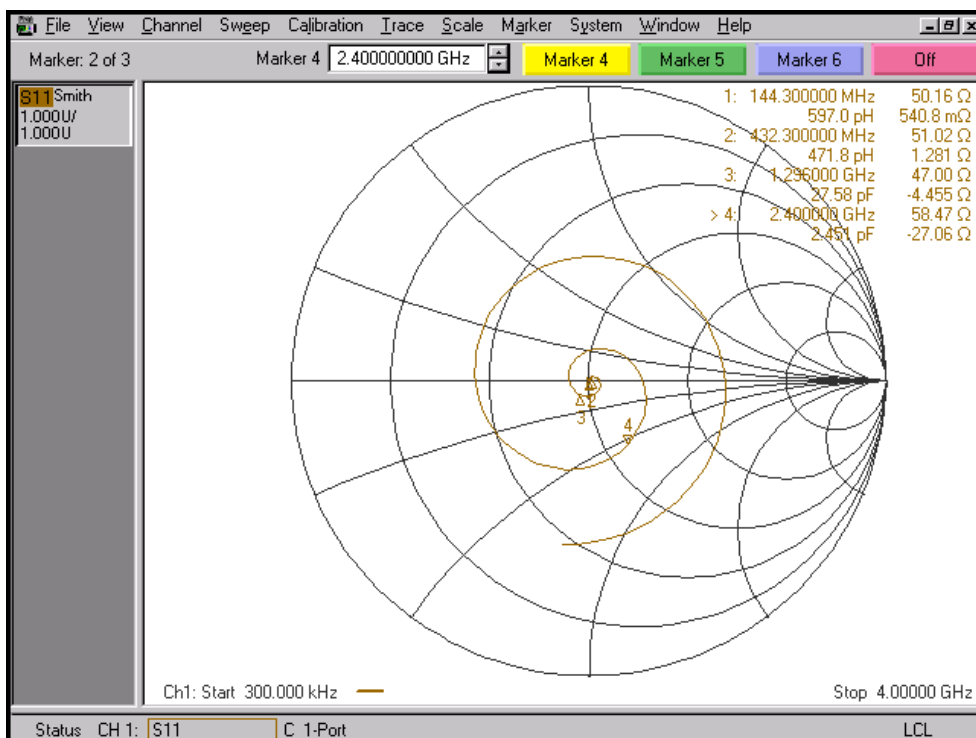 File View Channel Sweep Calibration Trace Scale Marker System Window Help
Marker: 2 of 3 Marker 4 2.400000000 GHz Marker 4 Marker 5 Marker 6 Off
S11 Smith
1.000U/
1.000U
1: 144.300000 MHz 50.16 Ω
597.0 pH 540.8 mΩ
2: 432.300000 MHz 51.02 Ω
471.8 pH 1.281 Ω
3: 1.296000 GHz 47.00 Ω
27.58 pF -4.455 Ω
> 4: 2.400000 GHz 58.47 Ω
2.451 pF -27.06 Ω
2
3
4
Ch1: Start 300.000 kHz
Stop 4.00000 GHz
Status CH 1: S11 C 1-Port LCL